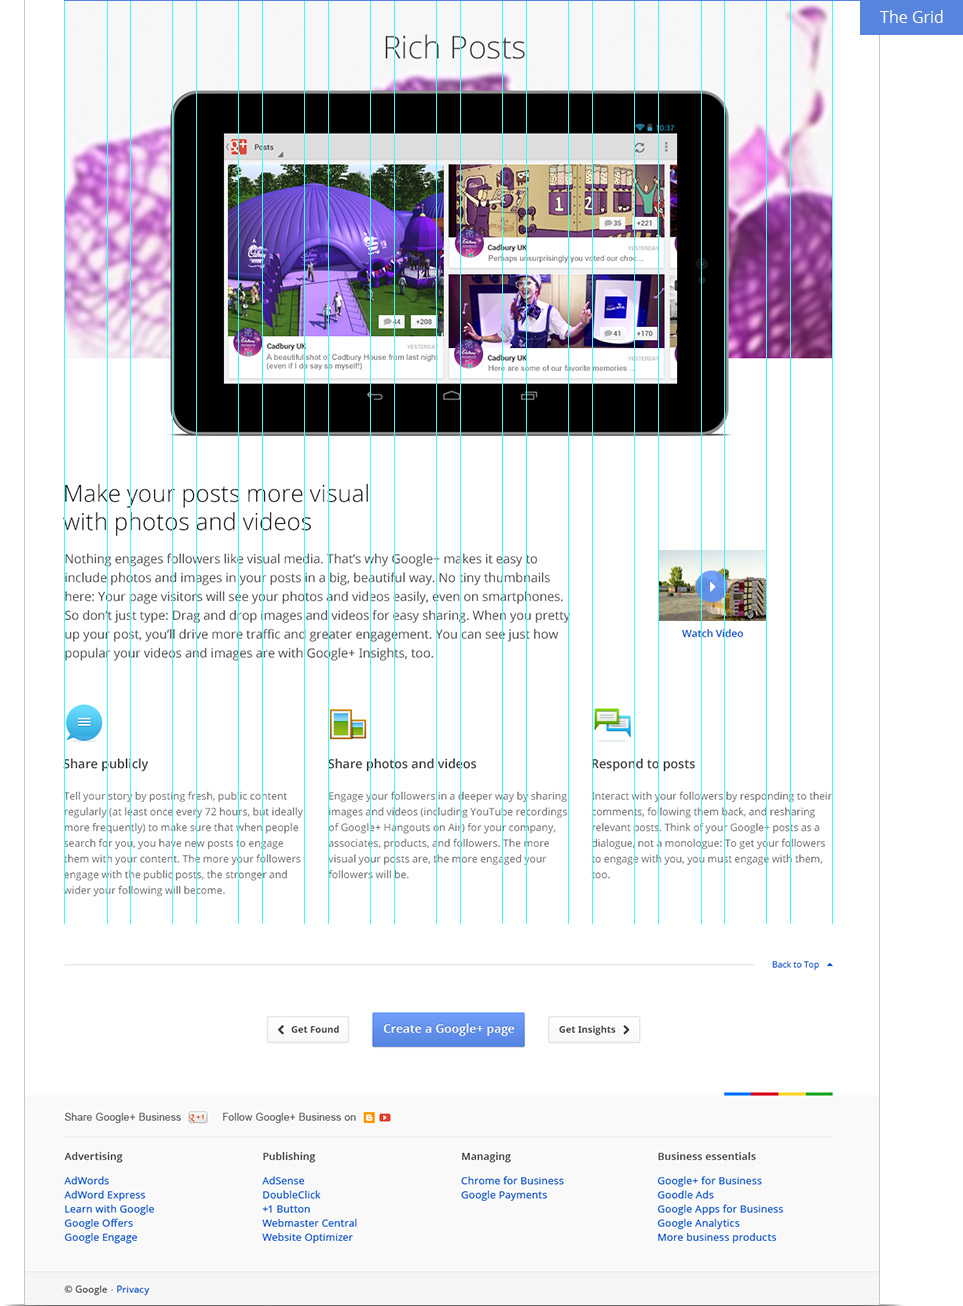 The Grid
Rich Posts
10:37
g+ Posts
35 +221
Cadbury UK
YESTERDAY
Perhaps unsurprisingly you voted our choc...
44 +208
Cadbury UK
YESTERDAY
A beautiful shot of Cadbury House from last night
(even if I do say so myself!)
41 +170
Cadbury UK
YESTERDAY
Here are some of our favorite memories ...
Make your posts more visual
with photos and videos
Nothing engages followers like visual media. That's why Google+ makes it easy to
include photos and images in your posts in a big, beautiful way. No tiny thumbnails
here: Your page visitors will see your photos and videos easily, even on smartphones.
So don't just type: Drag and drop images and videos for easy sharing. When you pretty
up your post, you'll drive more traffic and greater engagement. You can see just how
popular your videos and images are with Google+ Insights, too.
Watch Video
Share publicly
Tell your story by posting fresh, public content
regularly (at least once every 72 hours, but ideally
more frequently) to make sure that when people
search for you, you have new posts to engage
them with your content. The more your followers
engage with the public posts, the stronger and
wider your following will become.
Share photos and videos
Engage your followers in a deeper way by sharing
images and videos (including YouTube recordings
of Google+ Hangouts on Air) for your company,
associates, products, and followers. The more
visual your posts are, the more engaged your
followers will be.
Respond to posts
Interact with your followers by responding to their
comments, following them back, and resharing
relevant posts. Think of your Google+ posts as a
dialogue, not a monologue: To get your followers
to engage with you, you must engage with them,
too.
Back to Top
Get Found
Create a Google+ page
Get Insights
Share Google+ Business g+1 Follow Google+ Business on
Advertising
AdWords
AdWord Express
Learn with Google
Google Offers
Google Engage
Publishing
AdSense
DoubleClick
+1 Button
Webmaster Central
Website Optimizer
Managing
Chrome for Business
Google Payments
Business essentials
Google+ for Business
Goodle Ads
Google Apps for Business
Google Analytics
More business products
© Google · Privacy